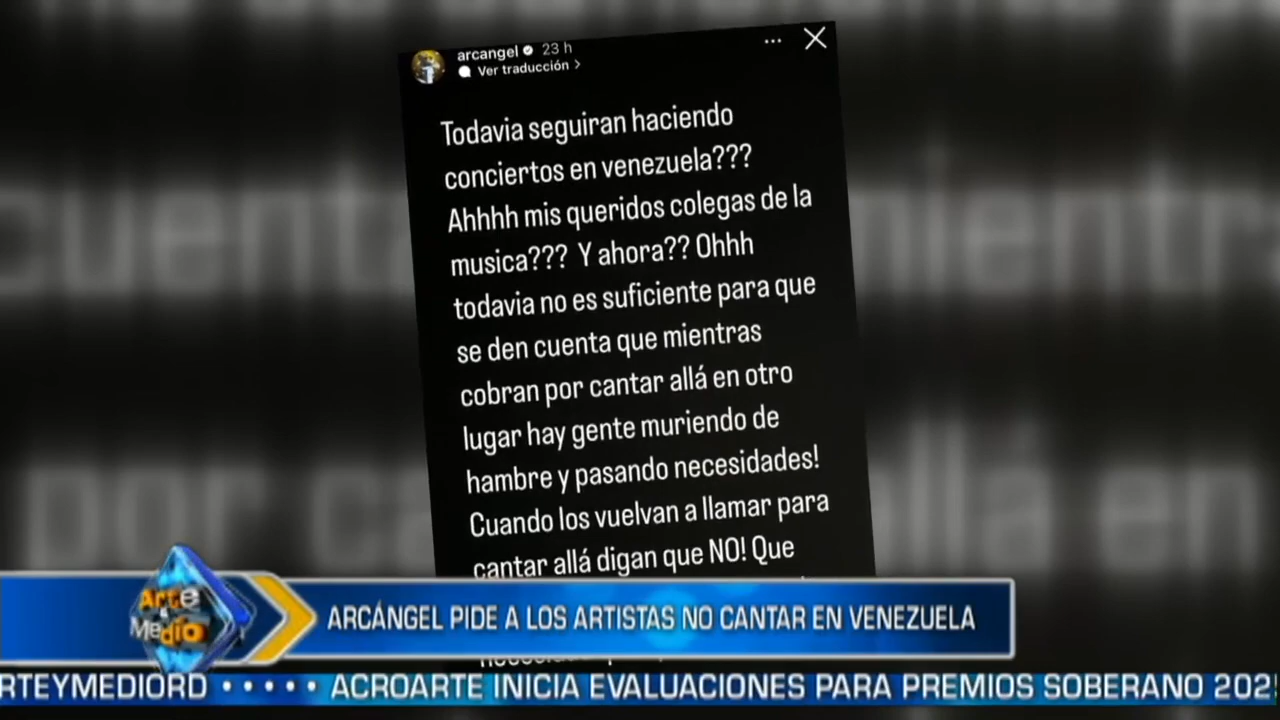 arcangel 23 h
Ver traducción >
Todavia seguiran haciendo
conciertos en venezuela???
Ahhhh mis queridos colegas de la
musica??? Y ahora?? Ohhh
todavia no es suficiente para que
se den cuenta que mientras
cobran por cantar allá en otro
lugar hay gente muriendo de
hambre y pasando necesidades!
Cuando los vuelvan a llamar para
cantar allá digan que NO! Que
Arte
Medio
ARCÁNGEL PIDE A LOS ARTISTAS NO CANTAR EN VENEZUELA
RTEYMEDIORD • • • • • ACROARTE INICIA EVALUACIONES PARA PREMIOS SOBERANO 202